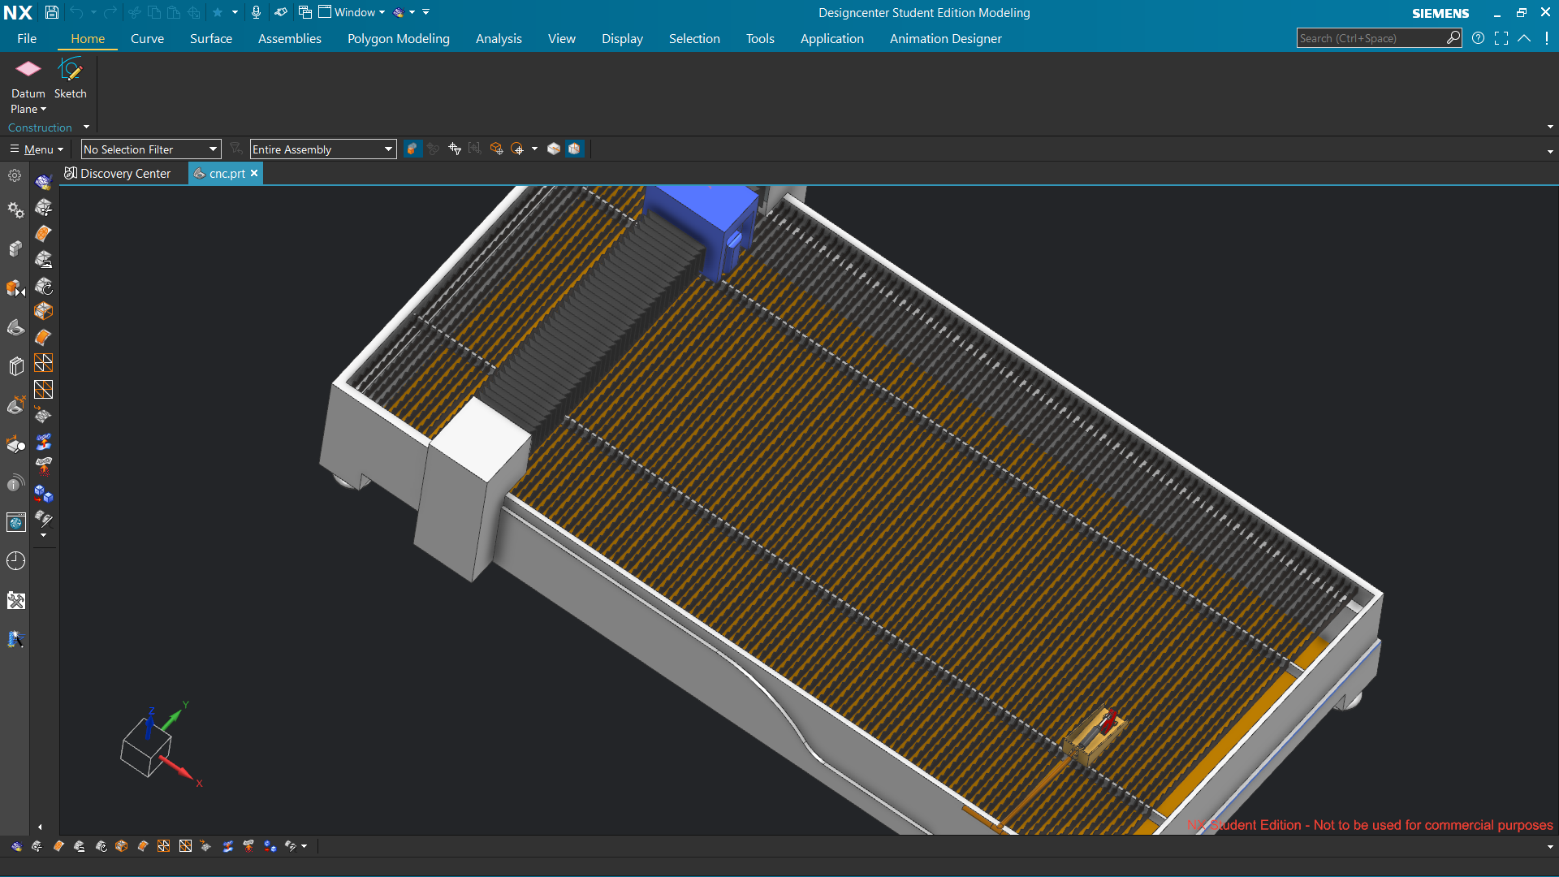 NX
Window
Designcenter Student Edition Modeling
SIEMENS
File Home Curve Surface Assemblies Polygon Modeling Analysis View Display Selection Tools Application Animation Designer
Search (Ctrl+Space)
Datum Plane
Sketch
Construction
Menu
No Selection Filter
Entire Assembly
Discovery Center
cnc.prt
Z
Y
X
NX Student Edition - Not to be used for commercial purposes